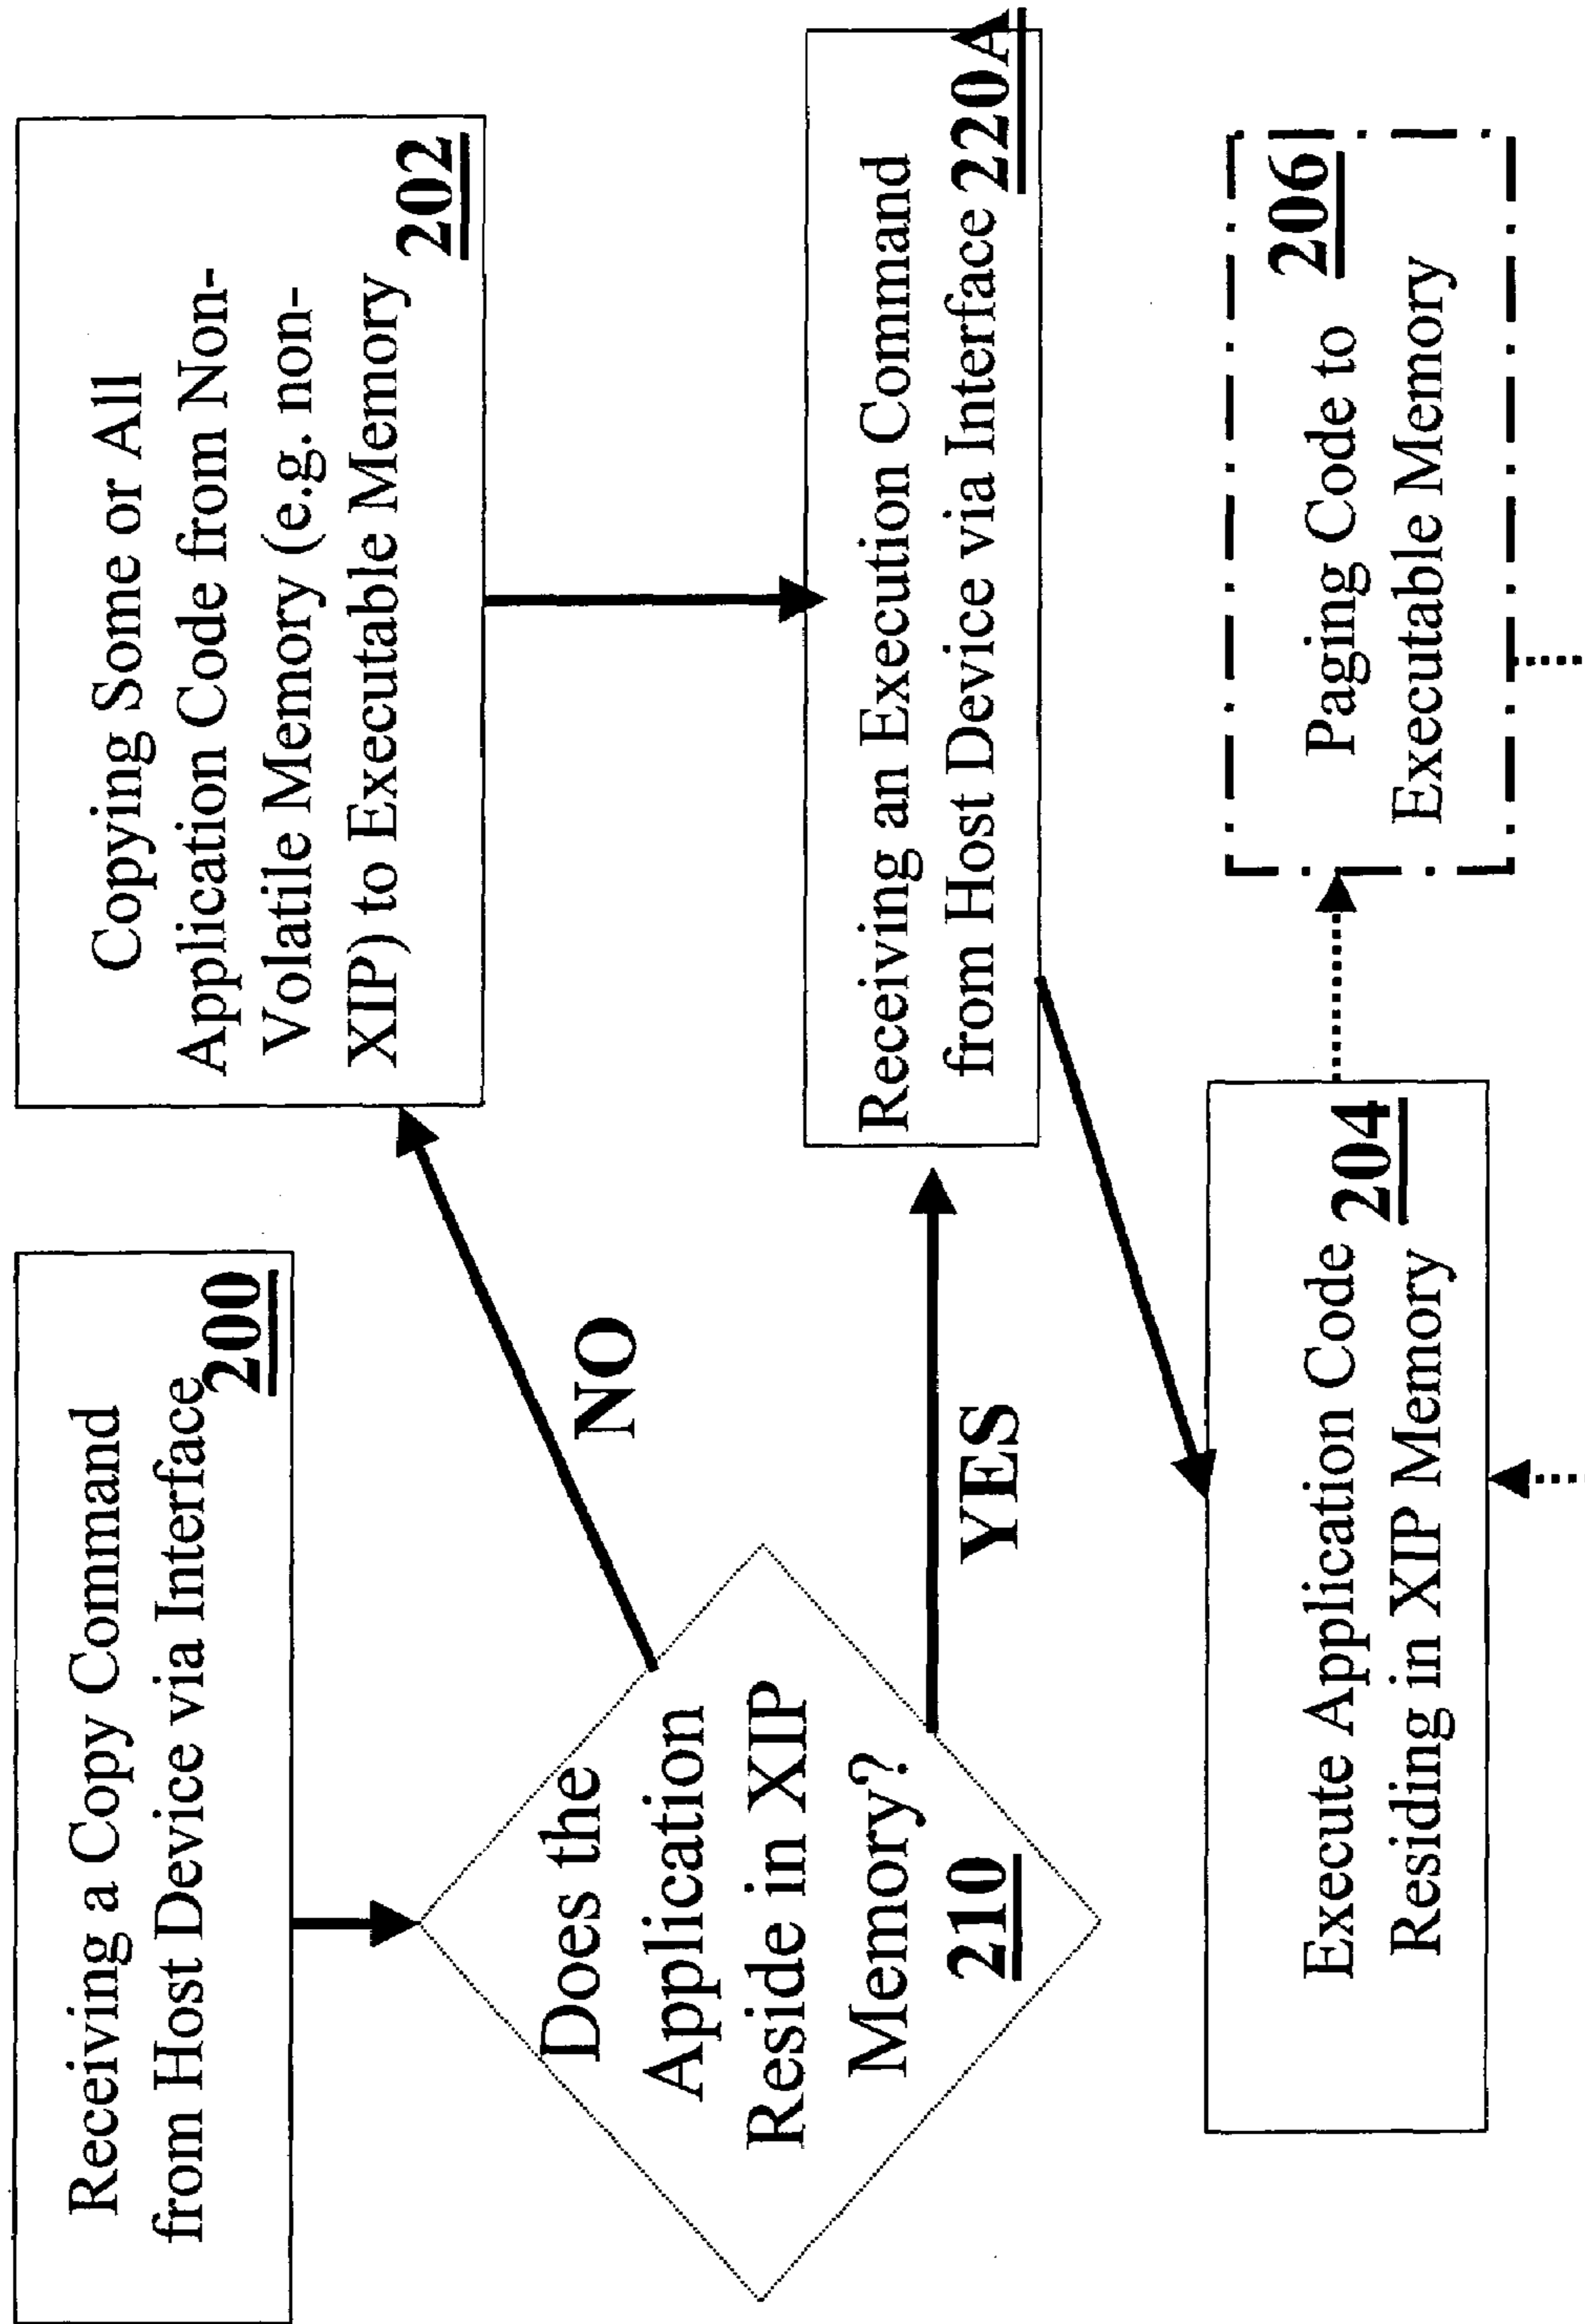 Receiving a Copy Command
from Host Device via Interface
200
Does the
Application
Reside in XIP
Memory?
210
NO
YES
Copying Some or All
Application Code from Non-
Volatile Memory (e.g. non-
XIP) to Executable Memory
202
Receiving an Execution Command
from Host Device via Interface 220A
Execute Application Code 204
Residing in XIP Memory
206
Paging Code to
Executable Memory